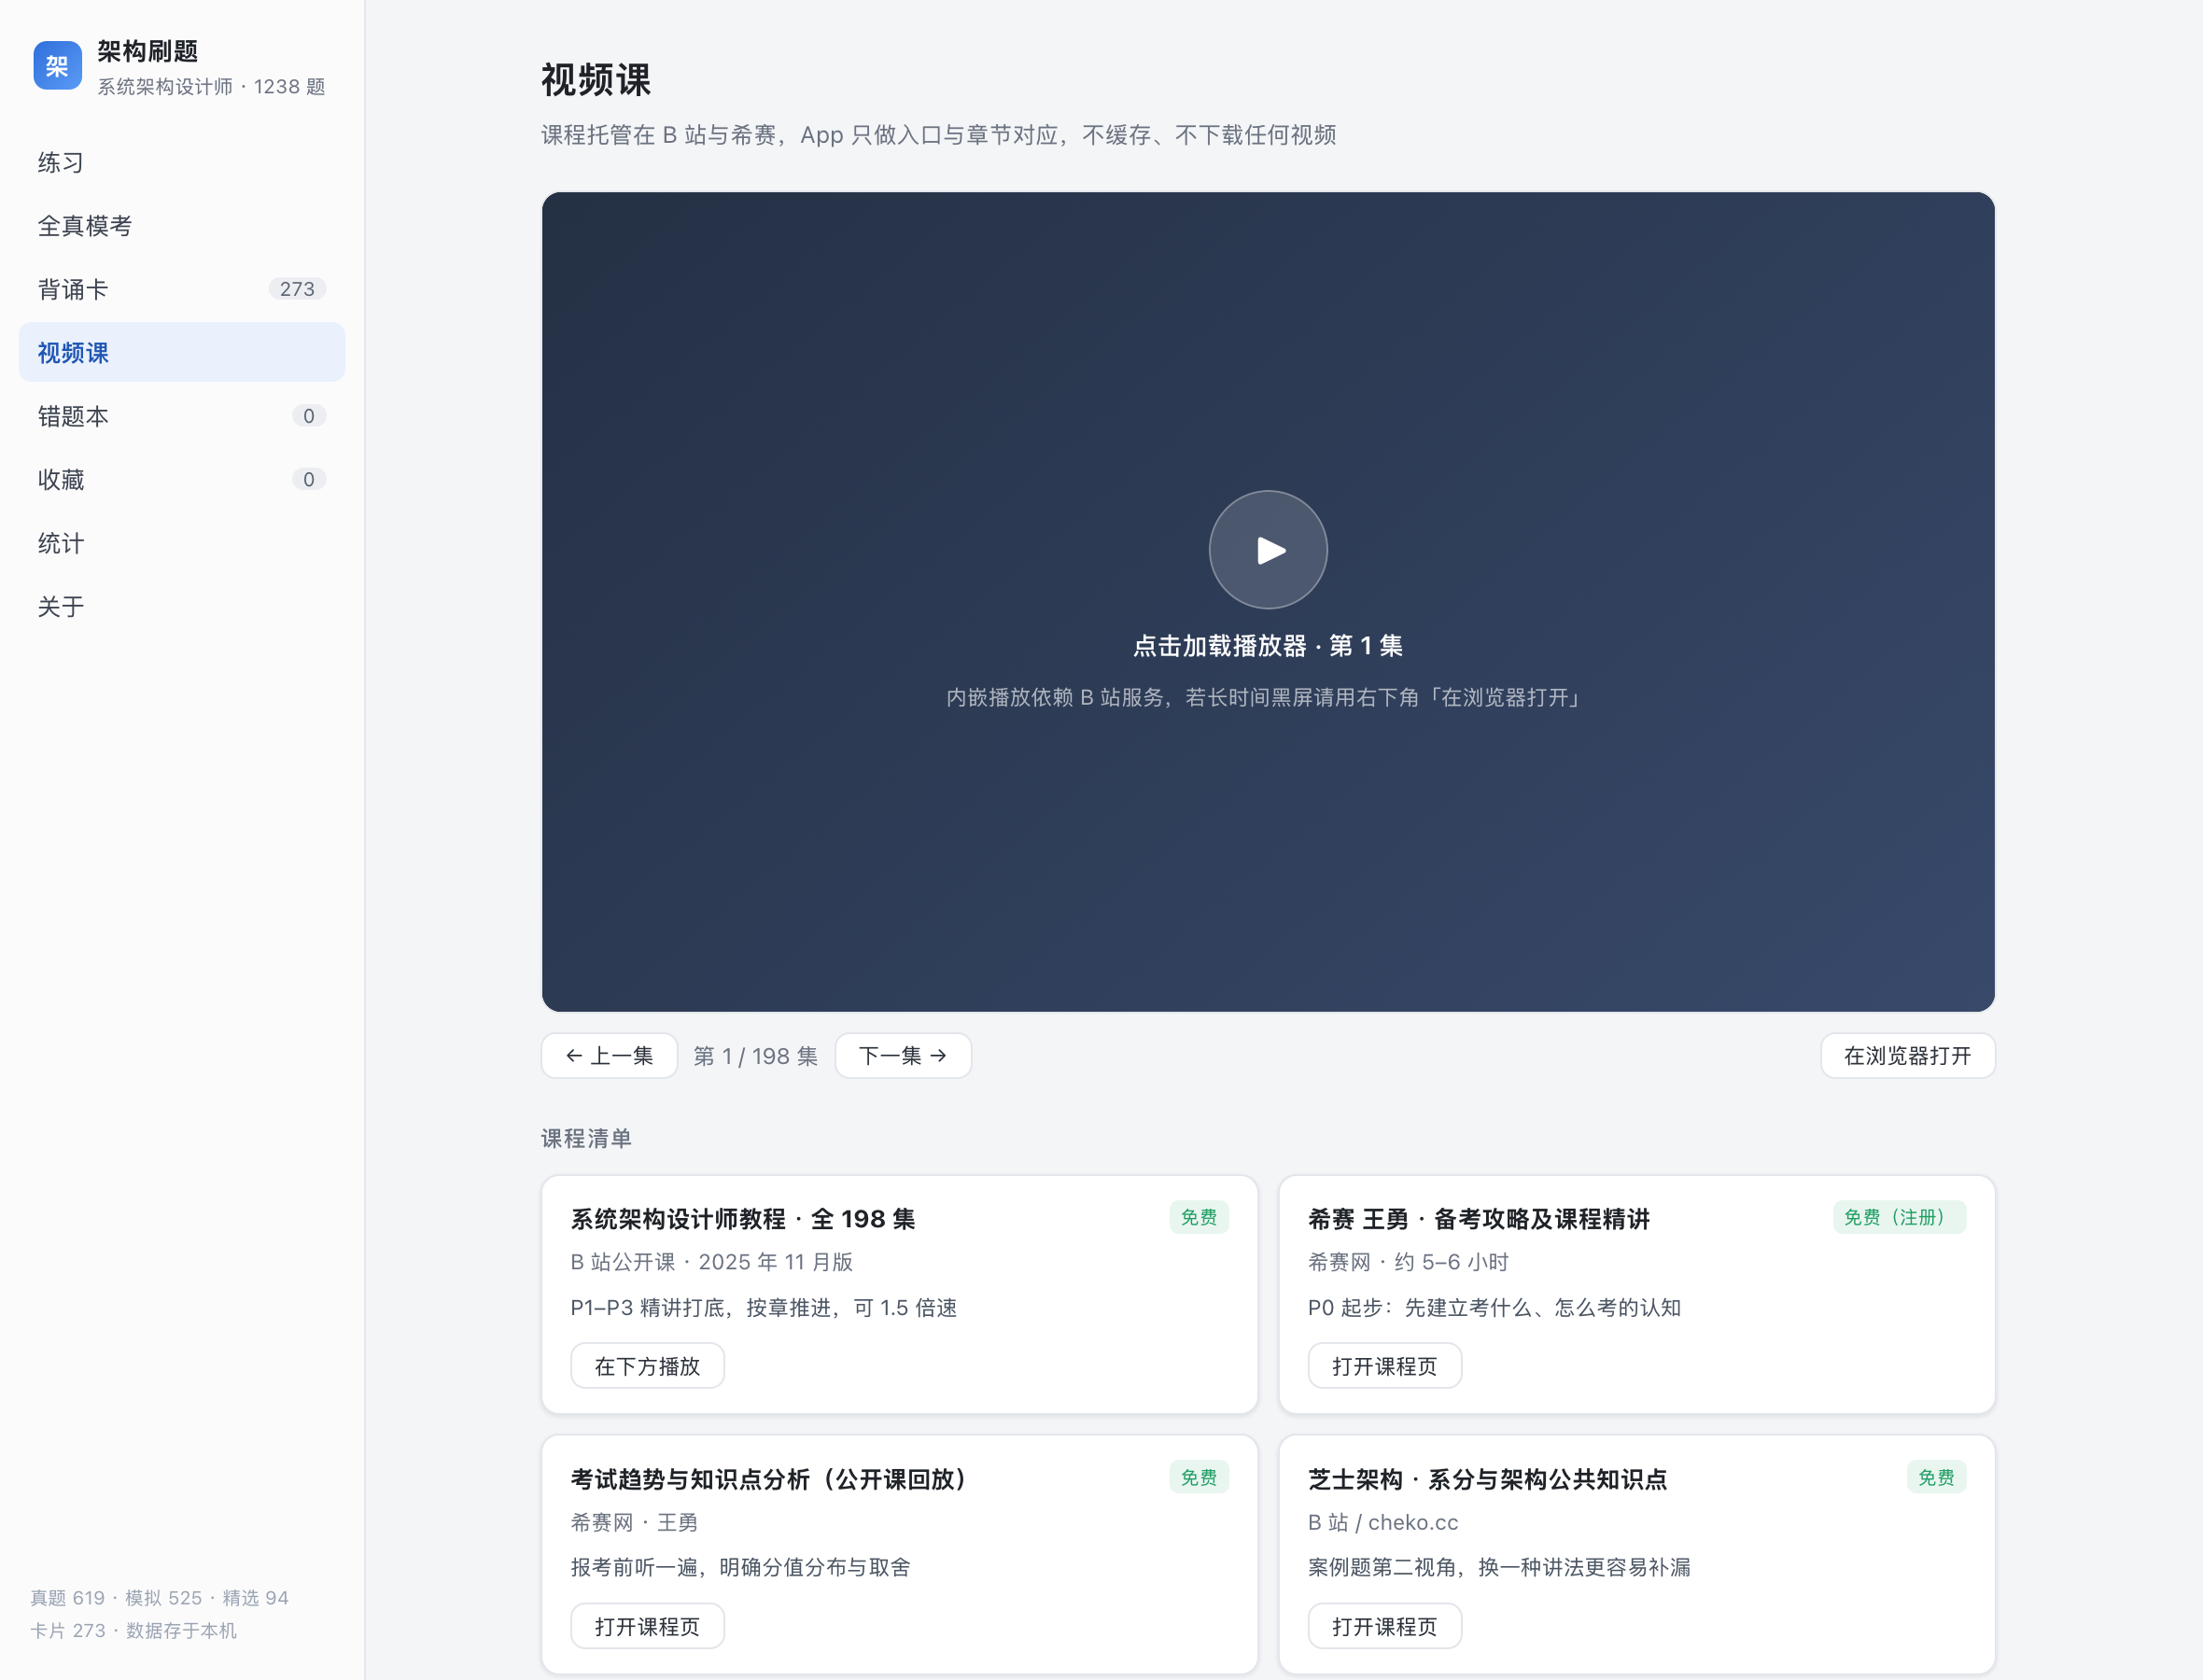 架
架构刷题
系统架构设计师 · 1238 题
练习
全真模考
背诵卡 273
视频课
错题本 0
收藏 0
统计
关于
真题 619 · 模拟 525 · 精选 94
卡片 273 · 数据存于本机
视频课
课程托管在 B 站与希赛，App 只做入口与章节对应，不缓存、不下载任何视频
点击加载播放器 · 第 1 集
内嵌播放依赖 B 站服务，若长时间黑屏请用右下角「在浏览器打开」
← 上一集 第 1 / 198 集 下一集 → 在浏览器打开
课程清单
系统架构设计师教程 · 全 198 集 免费
B 站公开课 · 2025 年 11 月版
P1–P3 精讲打底，按章推进，可 1.5 倍速
在下方播放
希赛 王勇 · 备考攻略及课程精讲 免费（注册）
希赛网 · 约 5–6 小时
P0 起步：先建立考什么、怎么考的认知
打开课程页
考试趋势与知识点分析（公开课回放） 免费
希赛网 · 王勇
报考前听一遍，明确分值分布与取舍
打开课程页
芝士架构 · 系分与架构公共知识点 免费
B 站 / cheko.cc
案例题第二视角，换一种讲法更容易补漏
打开课程页